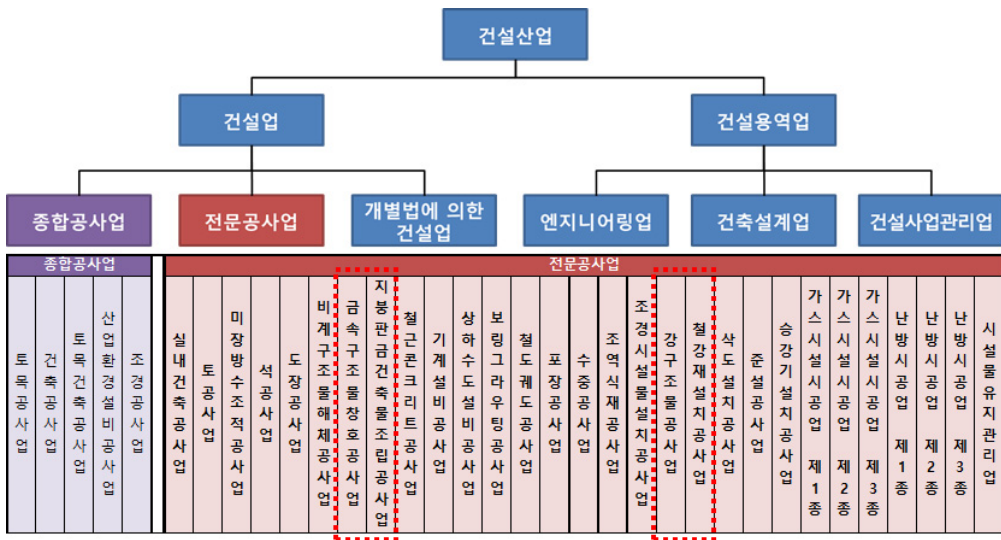 건설산업
건설업
건설용역업
종합공사업
전문공사업
개별법에 의한
건설업
엔지니어링업
건축설계업
건설사업관리업
종합공사업
전문공사업
토목공사업
건축공사업
토목건축공사업
산업환경설비공사업
조경공사업
실내건축공사업
토공사업
미장방수조적공사업
석공사업
도장공사업
비계구조물해체공사업
금속구조물창호공사업
지붕판금건축물조립공사업
철근콘크리트공사업
기계설비공사업
상하수도설비공사업
보링그라우팅공사업
철도궤도공사업
포장공사업
수중공사업
조역식재공사업
조경시설물설치공사업
강구조물공사업
철강재설치공사업
삭도설치공사업
준설공사업
승강기설치공사업
가스시설시공업 제1종
가스시설시공업 제2종
가스시설시공업 제3종
난방시공업 제1종
난방시공업 제2종
난방시공업 제3종
시설물유지관리업